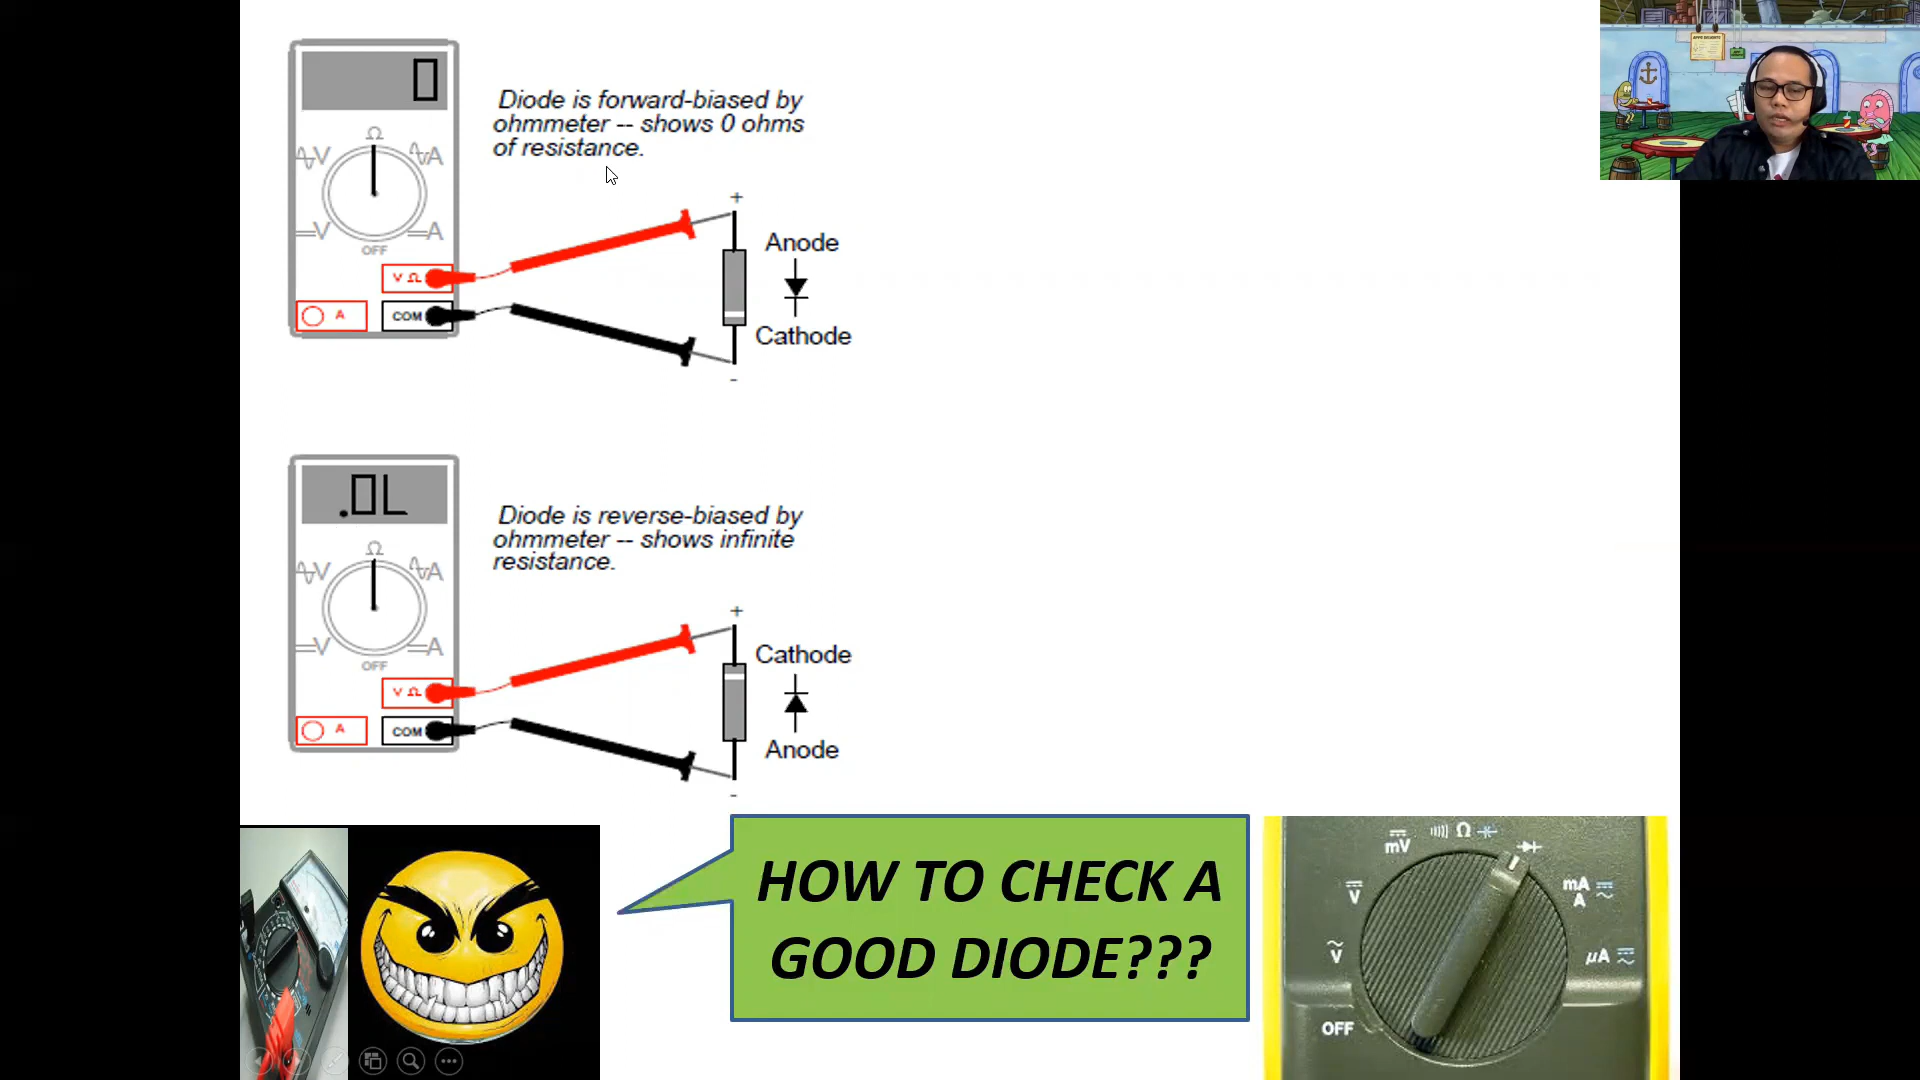 0
Diode is forward-biased by
ohmmeter -- shows 0 ohms
of resistance.
Ω
V
A
V
A
OFF
V Ω
A
COM
+
Anode
Cathode
-
.0L
Diode is reverse-biased by
ohmmeter -- shows infinite
resistance.
Ω
V
A
V
A
OFF
V Ω
A
COM
+
Cathode
Anode
-
HOW TO CHECK A
GOOD DIODE???
mV
Ω
V
mA
A
V
µA
OFF